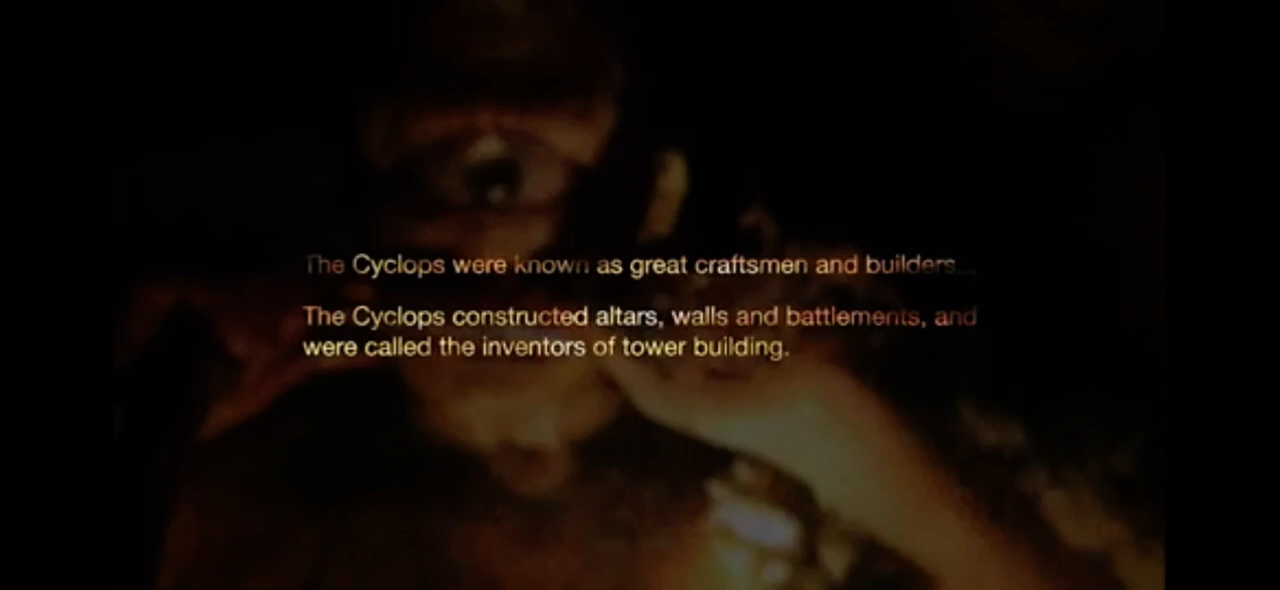 The Cyclops were known as great craftsmen and builders...
The Cyclops constructed altars, walls and battlements, and
were called the inventors of tower building.